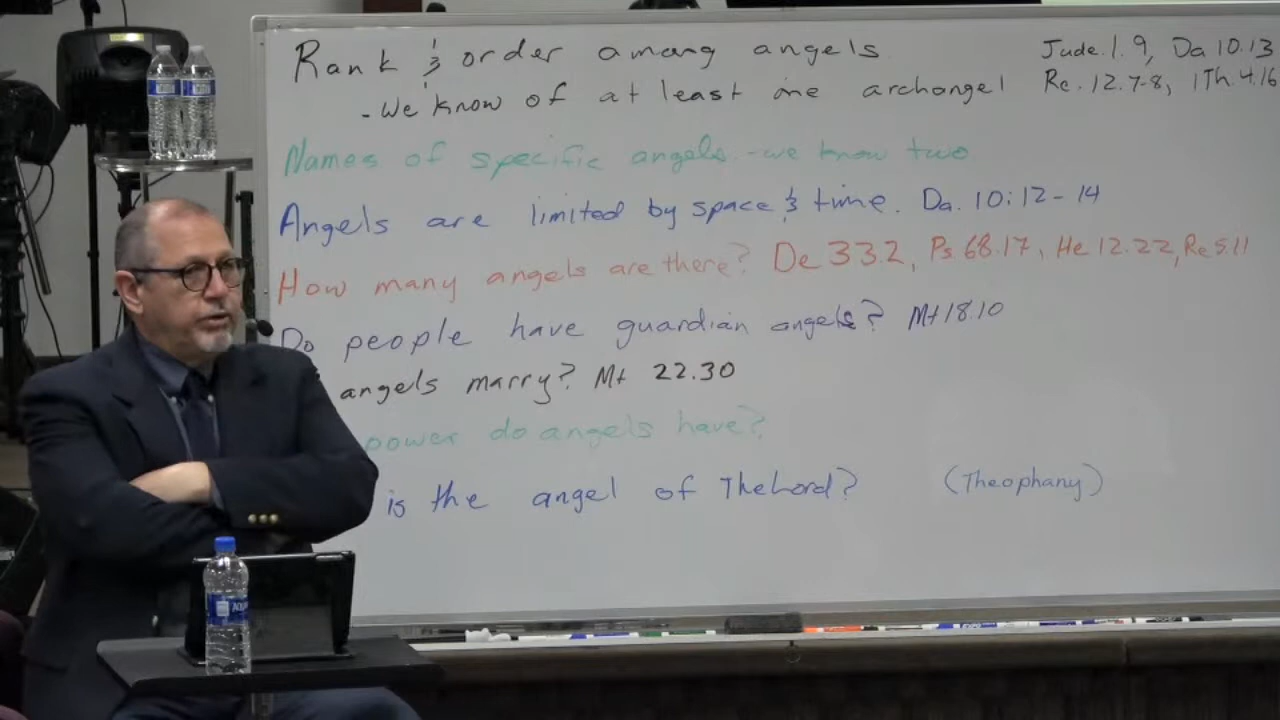 Rank & order among angels Jude.1.9, Da 10.13
- we know of at least one archangel Re. 12.7-8, 1Th.4.16
Names of specific angels - we know two
Angels are limited by space & time. Da. 10:12-14
How many angels are there? De 33.2, Ps 68.17, He 12.22, Re 5.11
Do people have guardian angels? Mt 18.10
angels marry? Mt 22.30
power do angels have?
is the angel of The Lord? (Theophany)